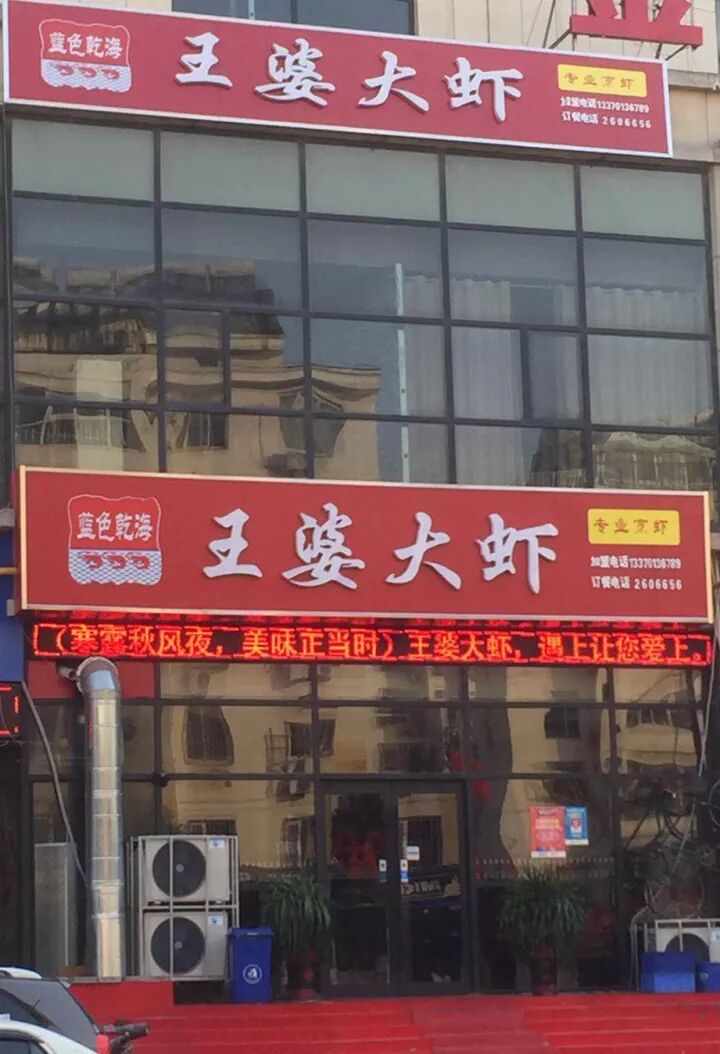 蓝色乾海
王婆大虾
专业烹虾
加盟电话13370136789
订餐电话 2606656
蓝色乾海
王婆大虾
专业烹虾
加盟电话13370136789
订餐电话 2606656
(寒露秋风夜，美味正当时)王婆大虾，遇上让您爱上。